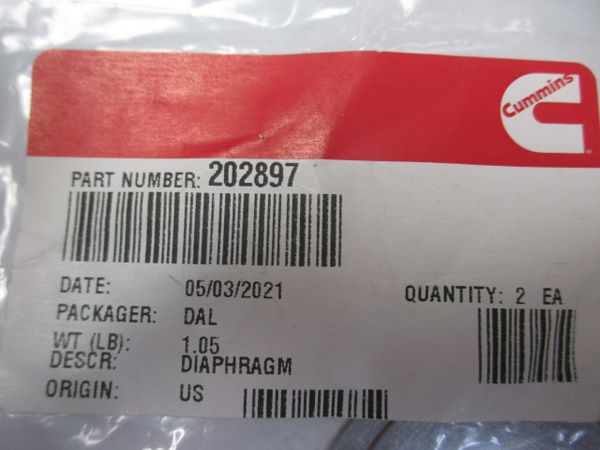 Cummins
PART NUMBER: 202897
DATE: 05/03/2021
QUANTITY: 2 EA
PACKAGER: DAL
WT (LB): 1.05
DESCR: DIAPHRAGM
ORIGIN: US